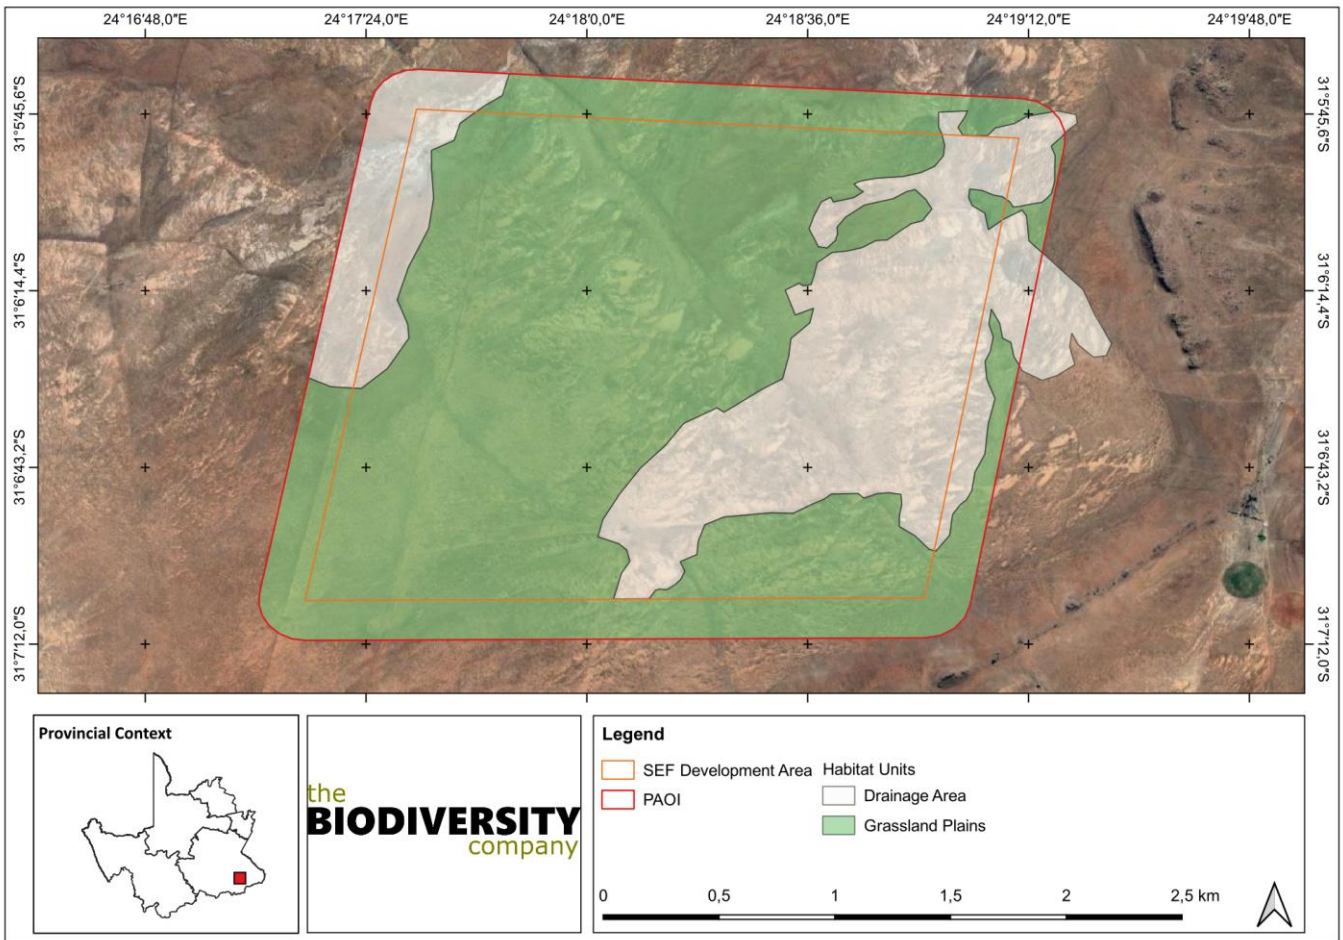 24°16'48,0"E 24°17'24,0"E 24°18'0,0"E 24°18'36,0"E 24°19'12,0"E 24°19'48,0"E
31°5'45,6"S 31°5'45,6"S
31°6'14,4"S 31°6'14,4"S
31°6'43,2"S 31°6'43,2"S
31°7'12,0"S 31°7'12,0"S
Provincial Context
the
BIODIVERSITY
company
Legend
SEF Development Area
PAOI
Habitat Units
Drainage Area
Grassland Plains
0 0,5 1 1,5 2 2,5 km